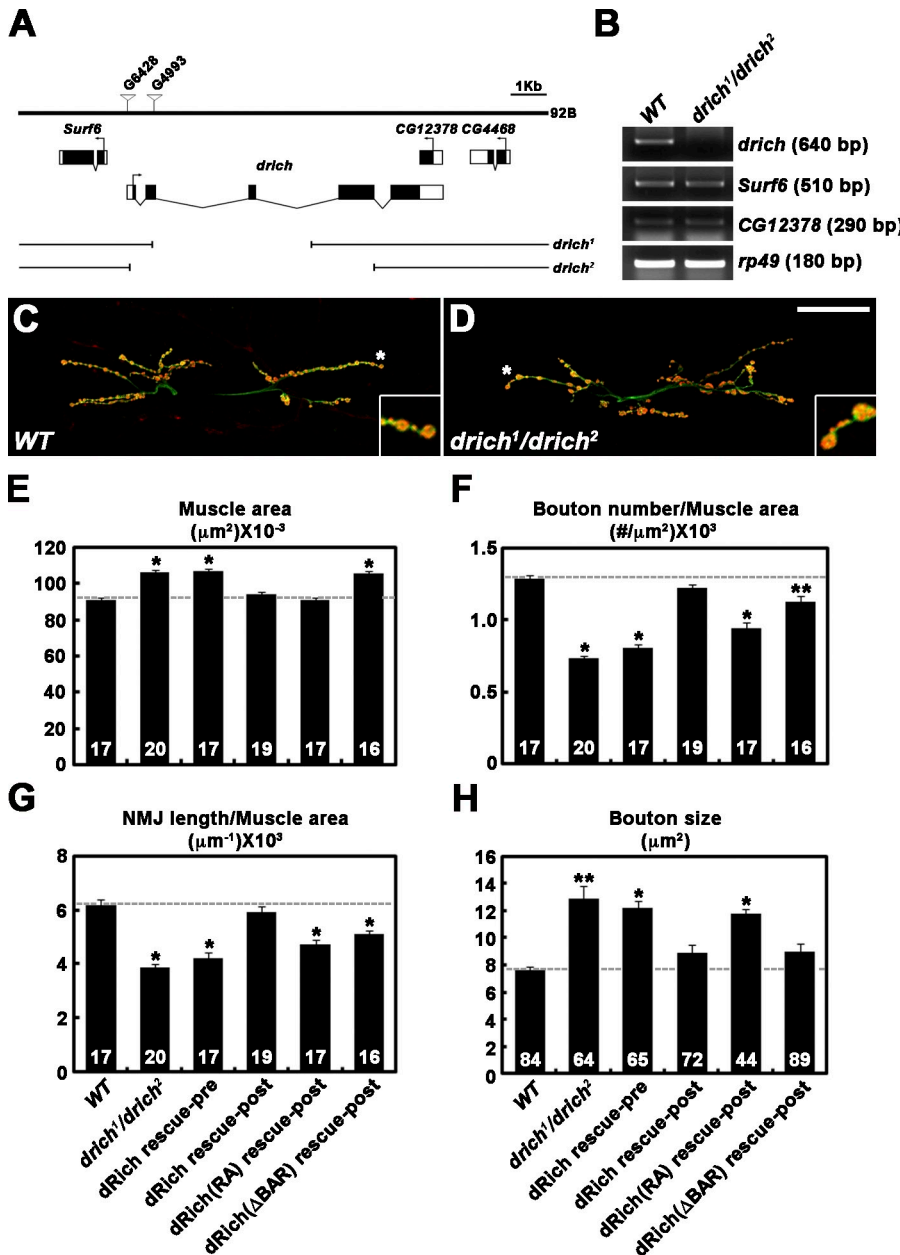 A
G6428
G4993
1Kb
92B
Surf6
CG12378 CG4468
drich
drich¹
drich²
B
WT
drich¹/drich²
drich (640 bp)
Surf6 (510 bp)
CG12378 (290 bp)
rp49 (180 bp)
C
*
WT
D
*
drich¹/drich²
E
Muscle area
(μm²)X10⁻³
120
100
80
60
40
20
0
* * *
17 20 17 19 17 16
F
Bouton number/Muscle area
(#/μm²)X10³
1.5
1.0
0.5
0
* * * **
17 20 17 19 17 16
G
NMJ length/Muscle area
(μm⁻¹)X10³
8
6
4
2
0
* * * *
17 20 17 19 17 16
WT
drich¹/drich²
dRich rescue-pre
dRich rescue-post
dRich(RA) rescue-post
dRich(ΔBAR) rescue-post
H
Bouton size
(μm²)
16
14
12
10
8
6
4
2
0
** * *
84 64 65 72 44 89
WT
drich¹/drich²
dRich rescue-pre
dRich rescue-post
dRich(RA) rescue-post
dRich(ΔBAR) rescue-post